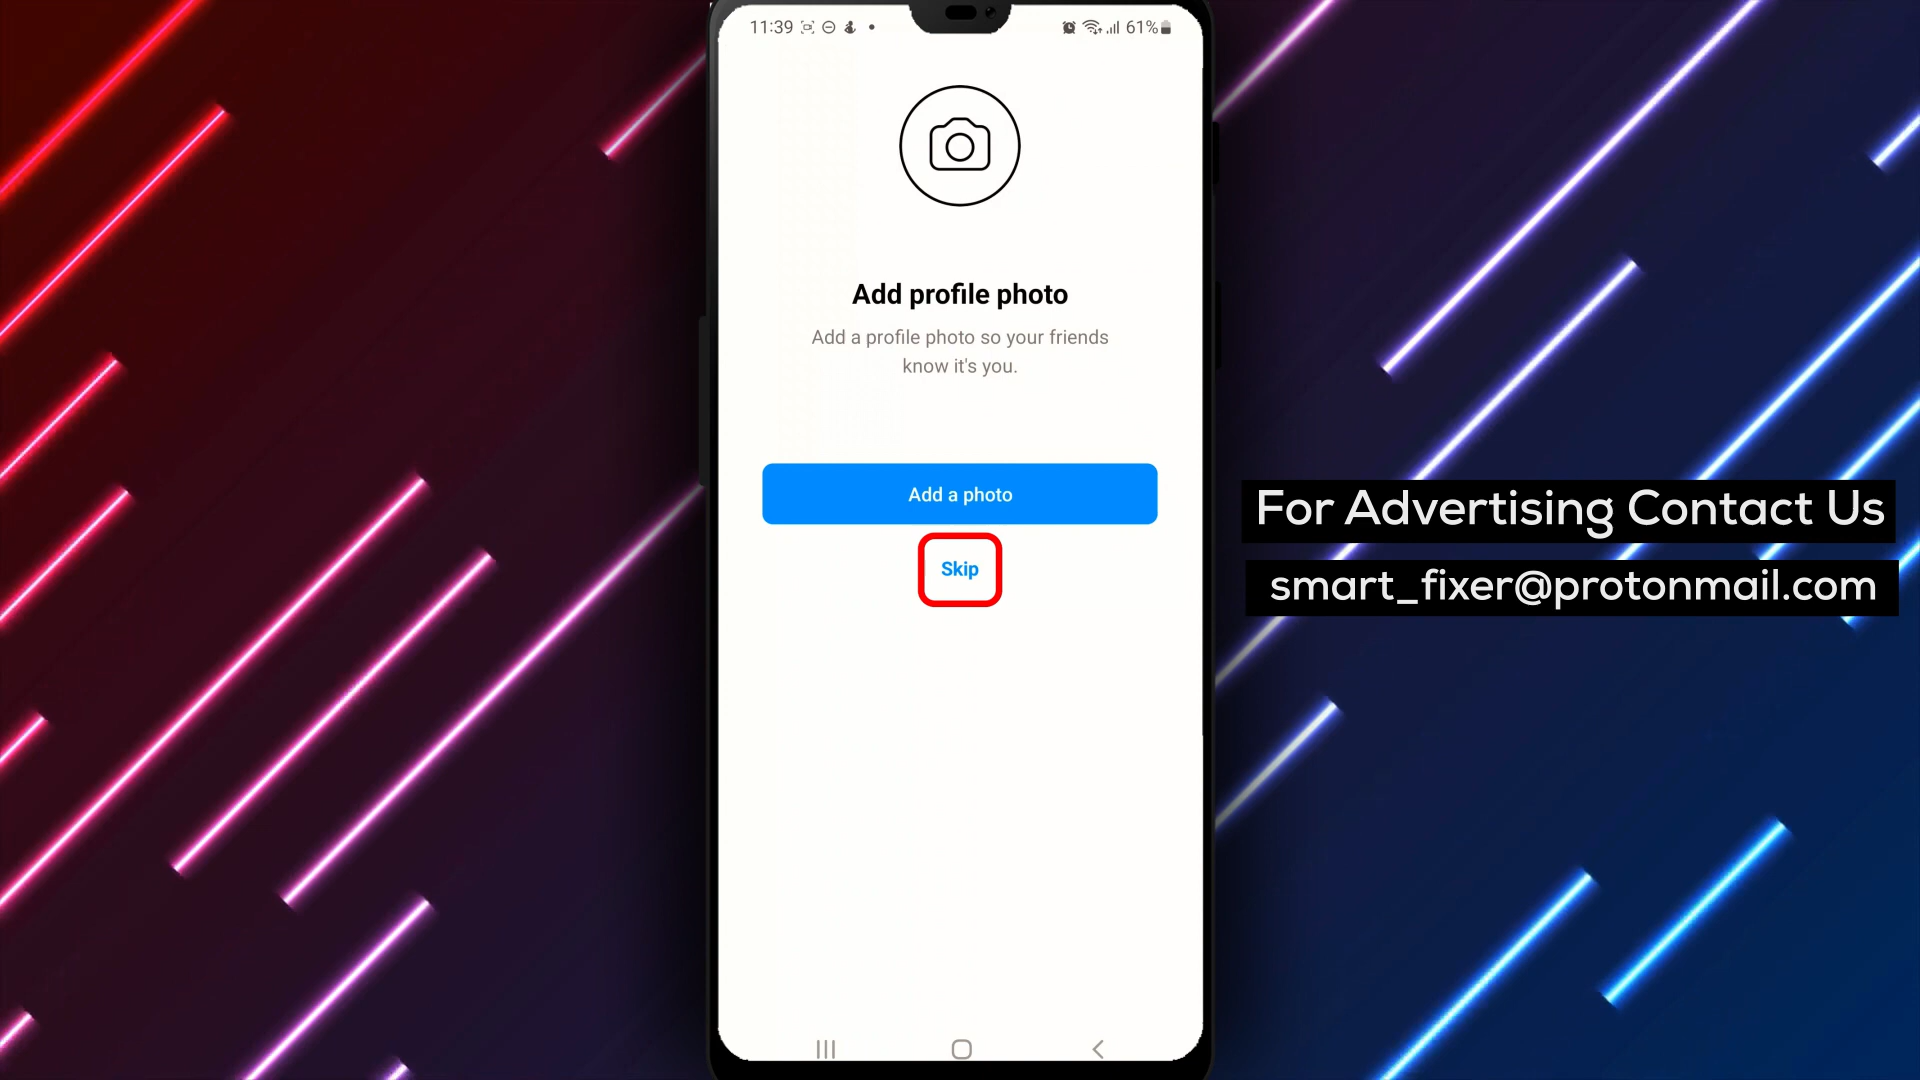 11:39
61%
Add profile photo
Add a profile photo so your friends
know it's you.
Add a photo
Skip
For Advertising Contact Us
smart_fixer@protonmail.com